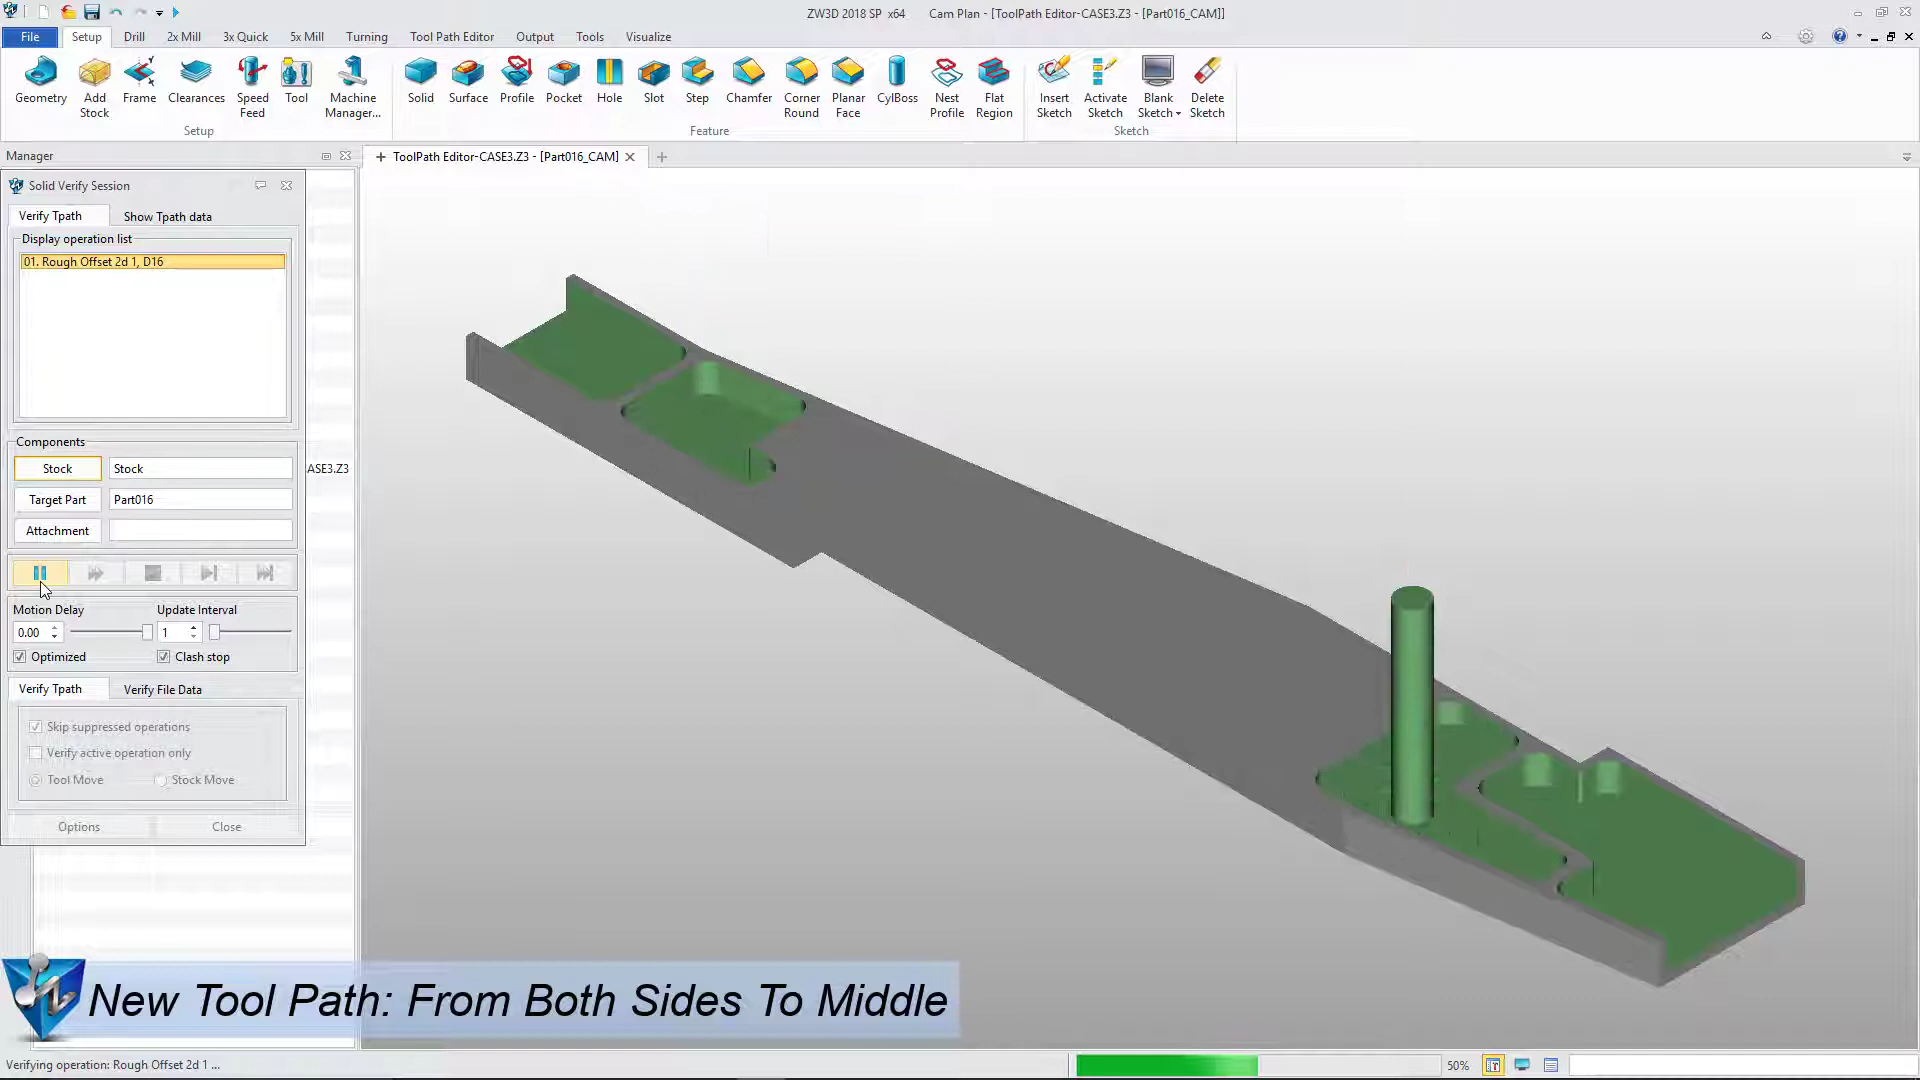 ZW3D 2018 SP  x64    Cam Plan - [ToolPath Editor-CASE3.Z3 - [Part016_CAM]]
File Setup Drill 2x Mill 3x Quick 5x Mill Turning Tool Path Editor Output Tools Visualize
Geometry Add Stock Frame Clearances Speed Feed Tool Machine Manager...
Solid Surface Profile Pocket Hole Slot Step Chamfer Corner Round Planar Face CylBoss Nest Profile Flat Region
Insert Sketch Activate Sketch Blank Sketch Delete Sketch
Setup Feature Sketch
Manager
ToolPath Editor-CASE3.Z3 - [Part016_CAM]
Solid Verify Session
Verify Tpath Show Tpath data
Display operation list
01. Rough Offset 2d 1, D16
Components
Stock Stock
ASE3.Z3
Target Part Part016
Attachment
Motion Delay Update Interval
0.00 1
Optimized Clash stop
Verify Tpath Verify File Data
Skip suppressed operations
Verify active operation only
Tool Move Stock Move
Options Close
New Tool Path: From Both Sides To Middle
Verifying operation: Rough Offset 2d 1 ...
50%